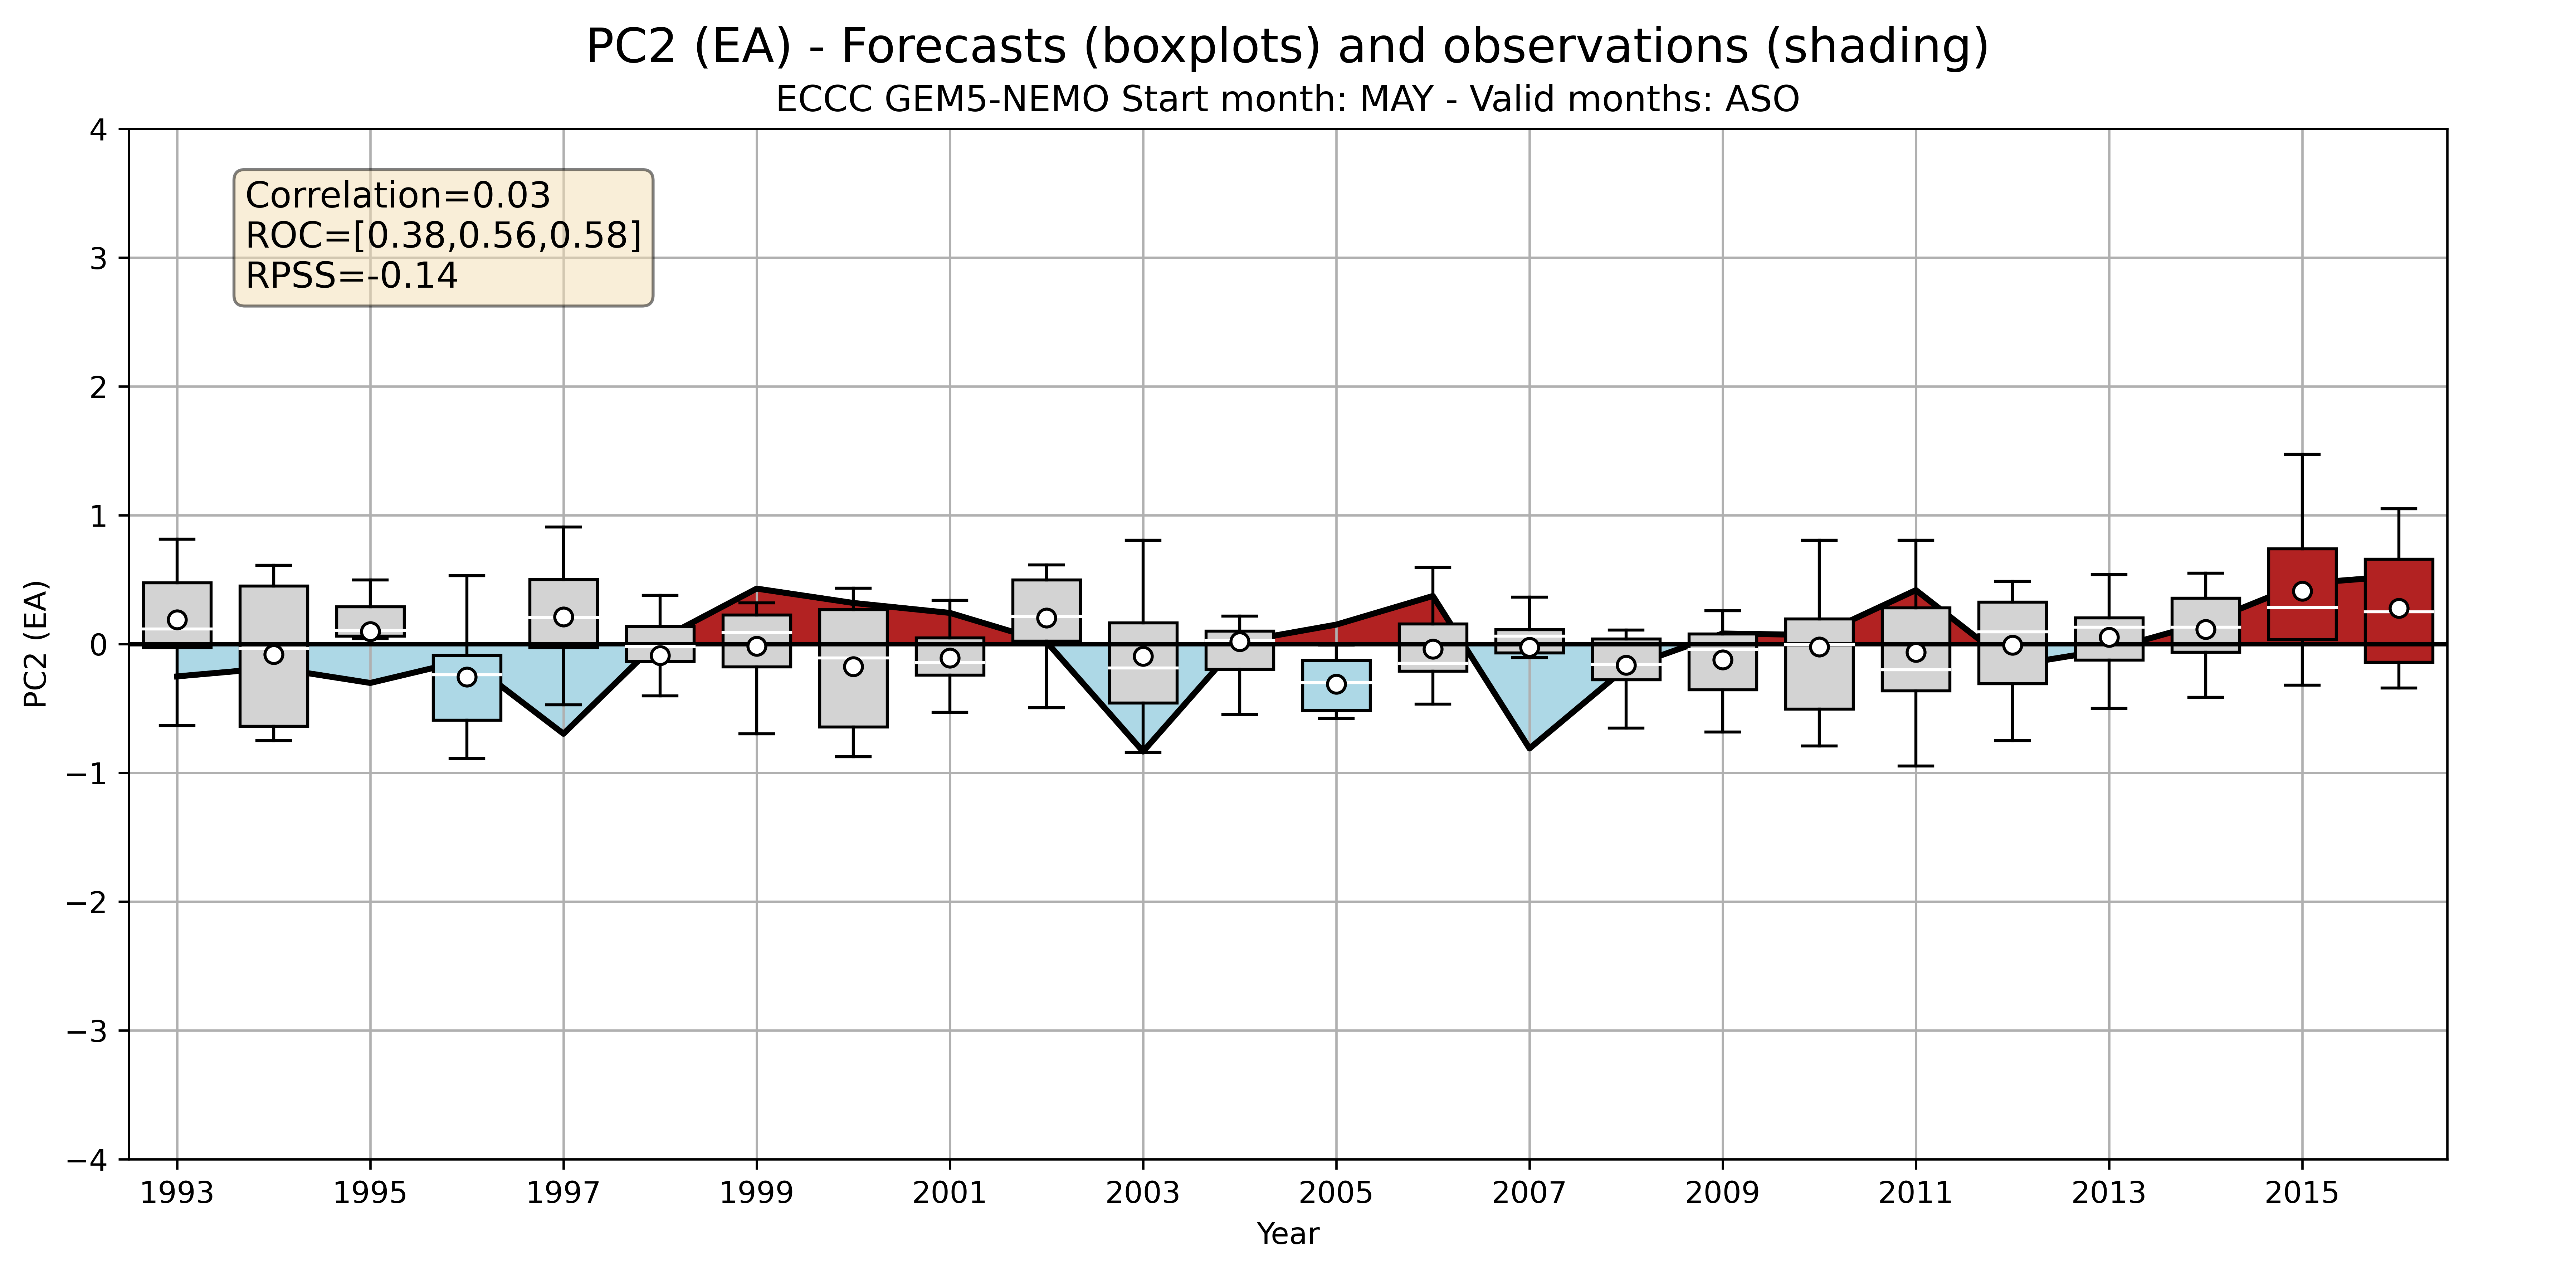 PC2 (EA) - Forecasts (boxplots) and observations (shading)
ECCC GEM5-NEMO Start month: MAY - Valid months: ASO
Correlation=0.03
ROC=[0.38,0.56,0.58]
RPSS=-0.14
PC2 (EA)
4
3
2
1
0
−1
−2
−3
−4
1993 1995 1997 1999 2001 2003 2005 2007 2009 2011 2013 2015
Year